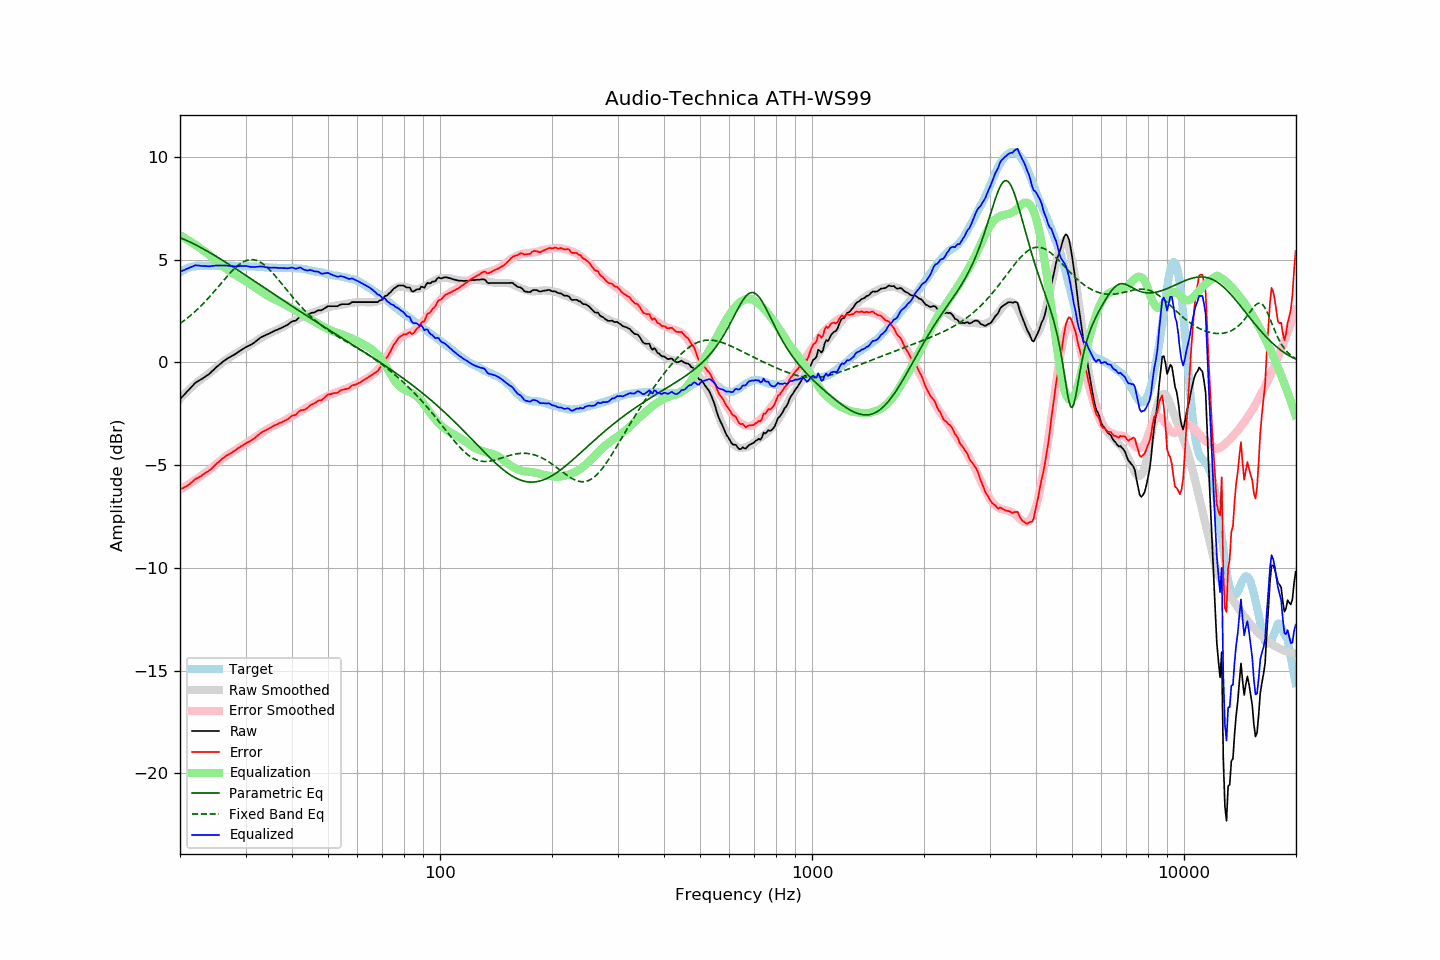 Audio-Technica ATH-WS99
10
5
0
−5
−10
−15
−20
Amplitude (dBr)
Target
Raw Smoothed
Error Smoothed
Raw
Error
Equalization
Parametric Eq
Fixed Band Eq
Equalized
100
1000
10000
Frequency (Hz)